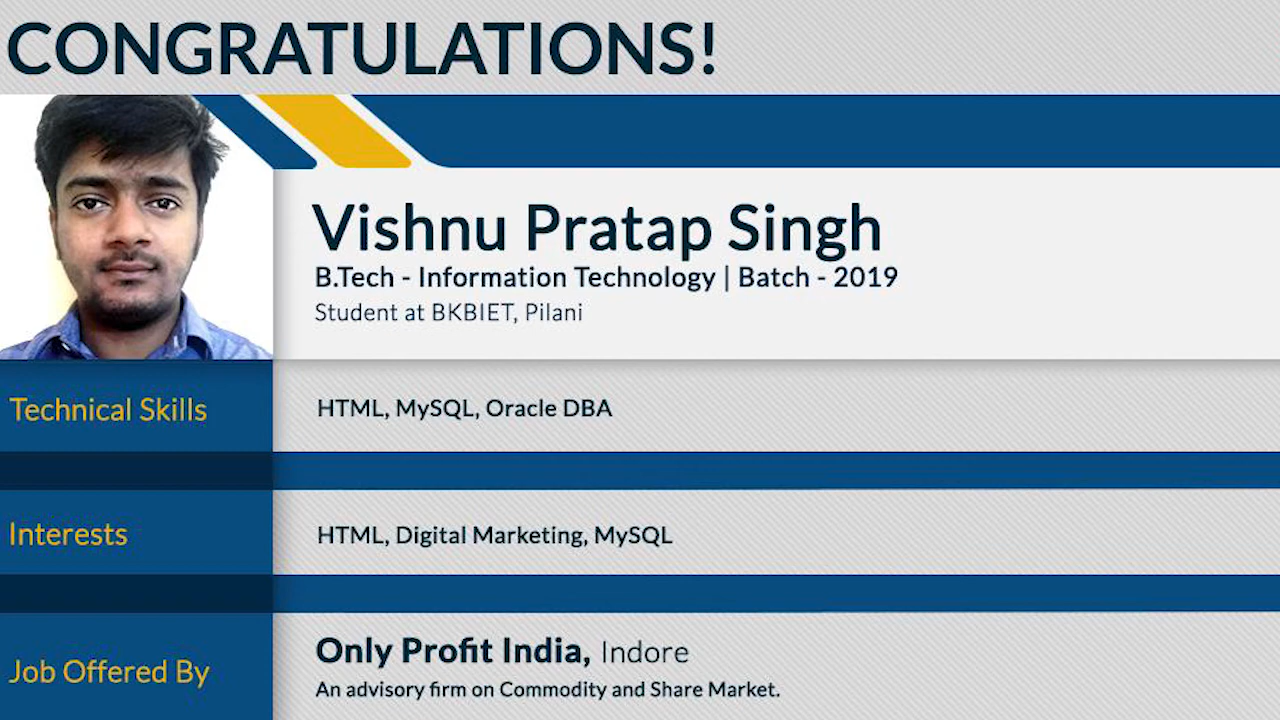 CONGRATULATIONS!
Vishnu Pratap Singh
B.Tech - Information Technology | Batch - 2019
Student at BKBIET, Pilani
Technical Skills
HTML, MySQL, Oracle DBA
Interests
HTML, Digital Marketing, MySQL
Job Offered By
Only Profit India, Indore
An advisory firm on Commodity and Share Market.